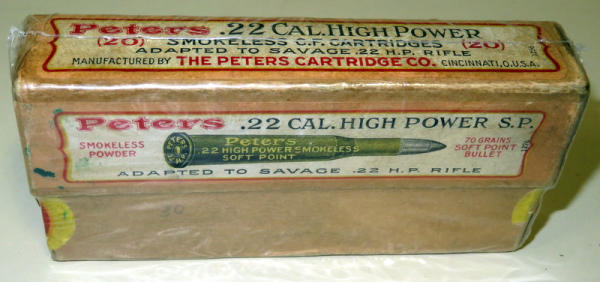 Peters .22 CAL. HIGH POWER
(20) SMOKELESS C.F. CARTRIDGES (20)
ADAPTED TO SAVAGE .22 H.P. RIFLE
MANUFACTURED BY THE PETERS CARTRIDGE CO. CINCINNATI, O. U.S.A.
Peters .22 CAL. HIGH POWER S.P.
SMOKELESS POWDER
Peters
.22 HIGH POWER SMOKELESS
SOFT POINT
70 GRAINS
SOFT POINT
BULLET
ADAPTED TO SAVAGE .22 H.P. RIFLE